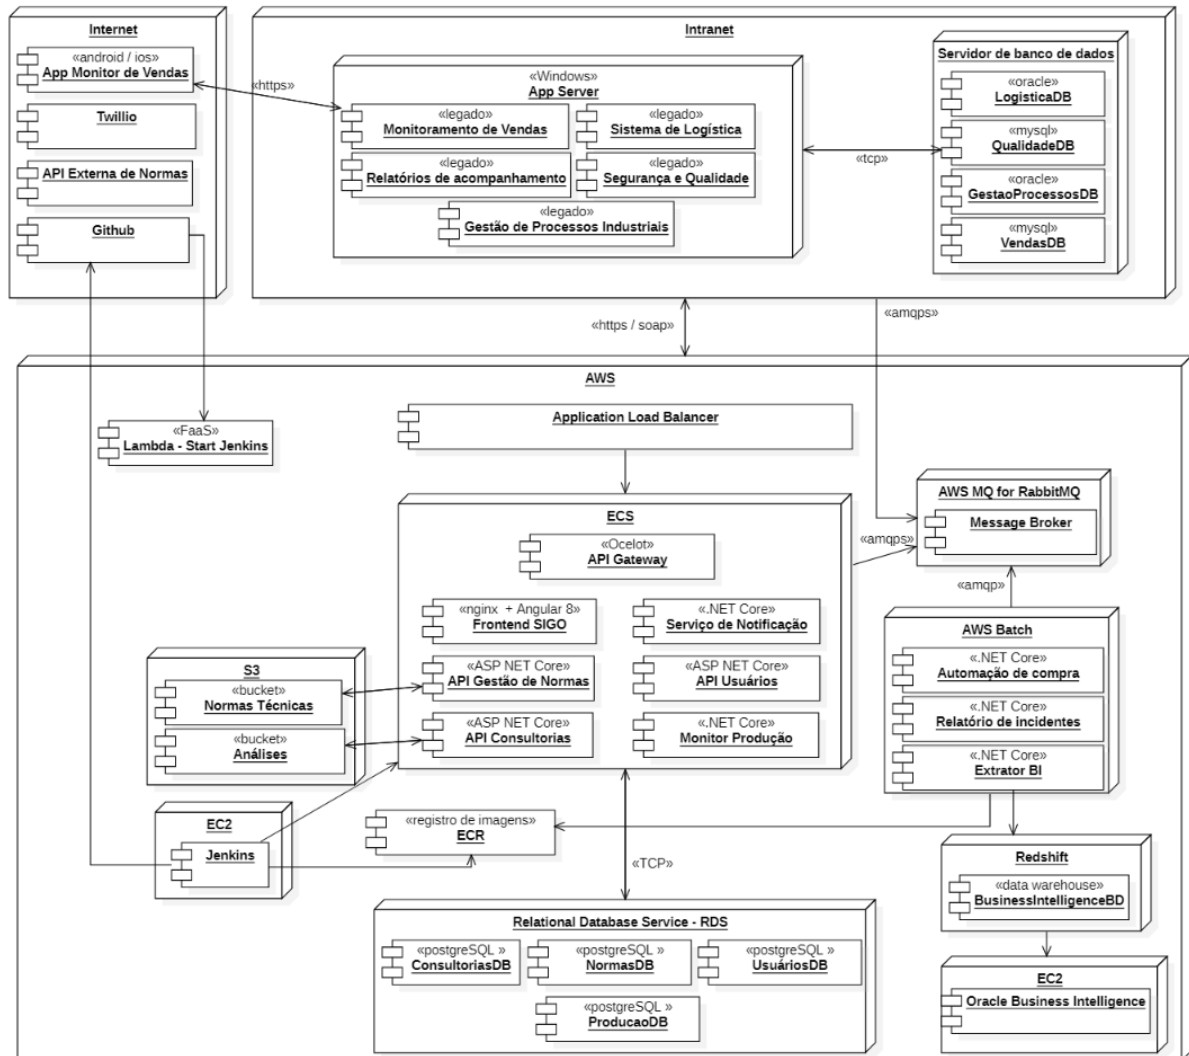 Internet
«android / ios»
App Monitor de Vendas
Twillio
API Externa de Normas
Github
«https»
Intranet
«Windows»
App Server
«legado»
Monitoramento de Vendas
«legado»
Sistema de Logística
«legado»
Relatórios de acompanhamento
«legado»
Segurança e Qualidade
«legado»
Gestão de Processos Industriais
«tcp»
Servidor de banco de dados
«oracle»
LogisticaDB
«mysql»
QualidadeDB
«oracle»
GestaoProcessosDB
«mysql»
VendasDB
«https / soap»
«amqps»
AWS
«FaaS»
Lambda - Start Jenkins
Application Load Balancer
ECS
«Ocelot»
API Gateway
«nginx + Angular 8»
Frontend SIGO
«.NET Core»
Serviço de Notificação
«ASP NET Core»
API Gestão de Normas
«ASP NET Core»
API Usuários
«ASP NET Core»
API Consultorias
«.NET Core»
Monitor Produção
«amqps»
AWS MQ for RabbitMQ
Message Broker
«amqp»
AWS Batch
«.NET Core»
Automação de compra
«.NET Core»
Relatório de incidentes
«.NET Core»
Extrator BI
S3
«bucket»
Normas Técnicas
«bucket»
Análises
EC2
Jenkins
«registro de imagens»
ECR
«TCP»
Redshift
«data warehouse»
BusinessIntelligenceBD
EC2
Oracle Business Intelligence
Relational Database Service - RDS
«postgreSQL »
ConsultoriasDB
«postgreSQL »
NormasDB
«postgreSQL »
UsuáriosDB
«postgreSQL »
ProducaoDB